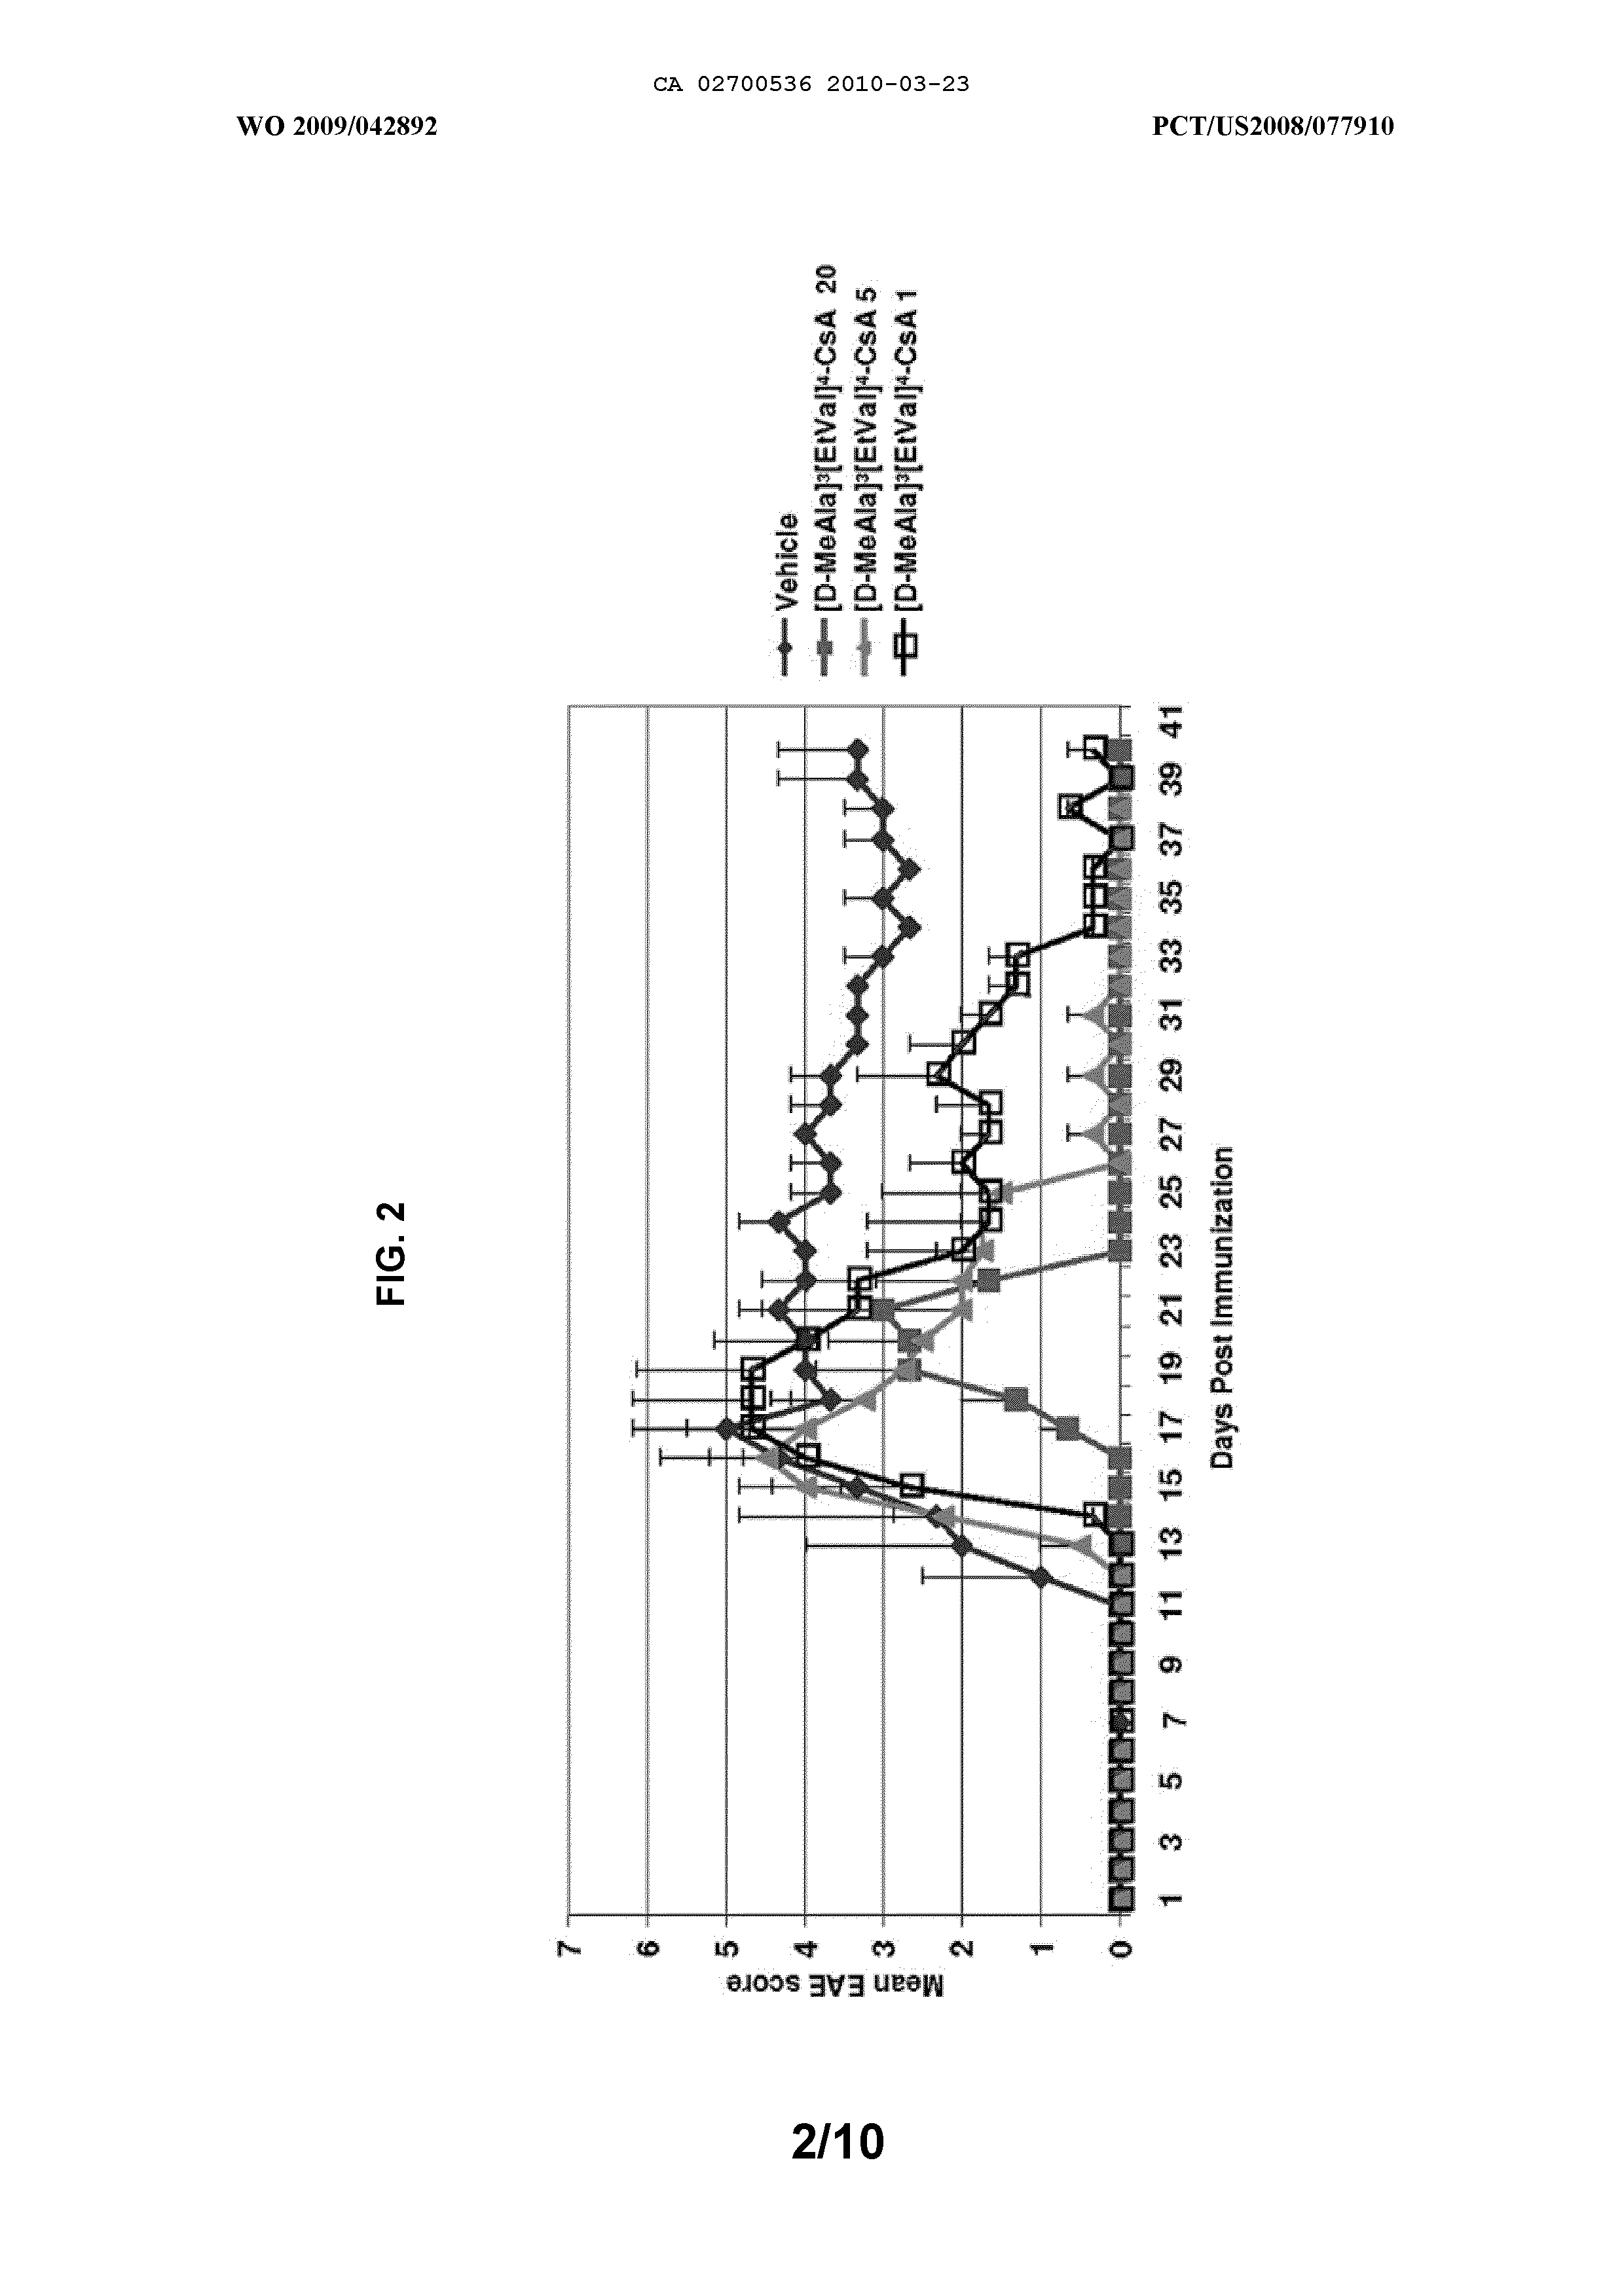 CA 02700536 2010-03-23
WO 2009/042892
PCT/US2008/077910
FIG. 2
Vehicle
[D-MeAla]³[EtVal]⁴-CsA 20
[D-MeAla]³[EtVal]⁴-CsA 5
[D-MeAla]³[EtVal]⁴-CsA 1
Mean EAE score
7
6
5
4
3
2
1
0
1 3 5 7 9 11 13 15 17 19 21 23 25 27 29 31 33 35 37 39 41
Days Post Immunization
2/10